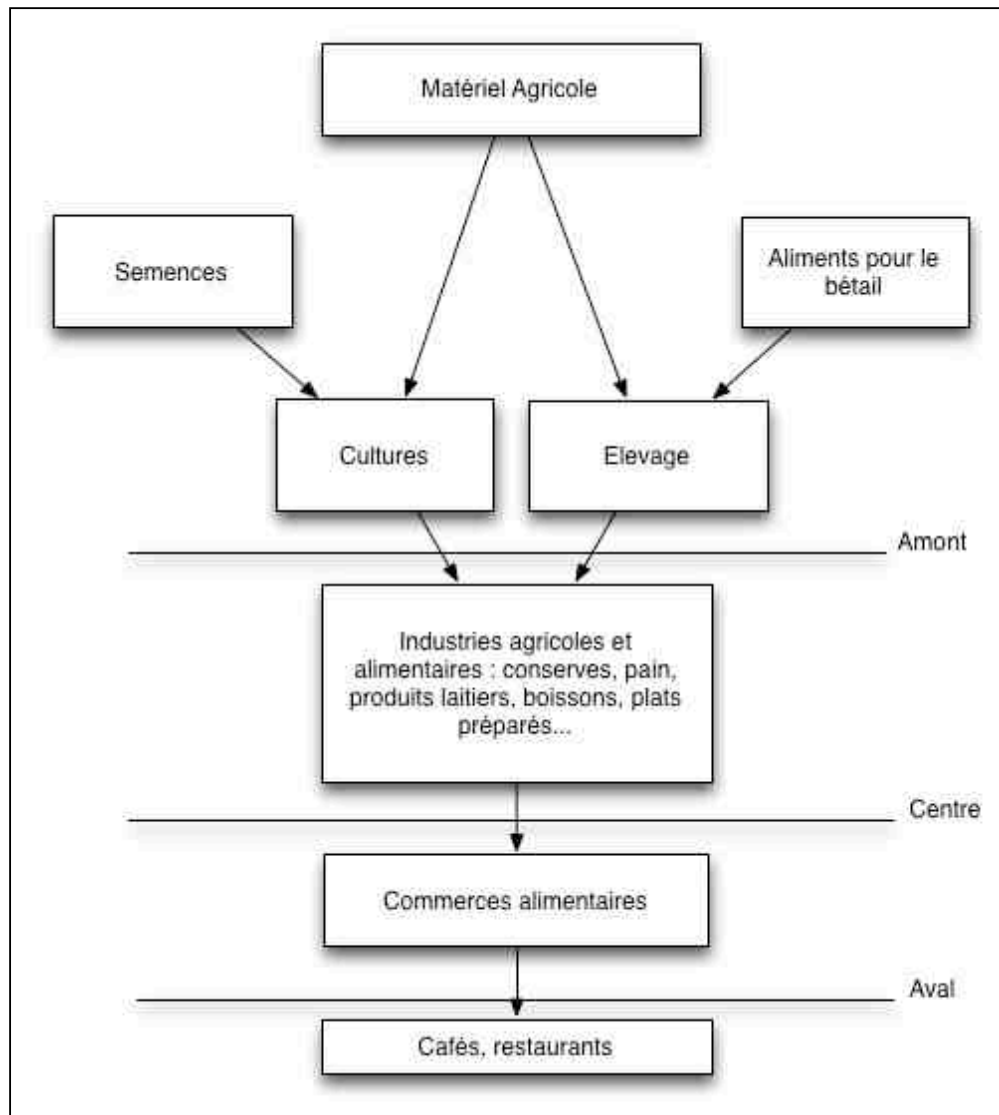 Matériel Agricole
Semences
Aliments pour le
bétail
Cultures
Elevage
Amont
Industries agricoles et
alimentaires : conserves, pain,
produits laitiers, boissons, plats
préparés...
Centre
Commerces alimentaires
Aval
Cafés, restaurants